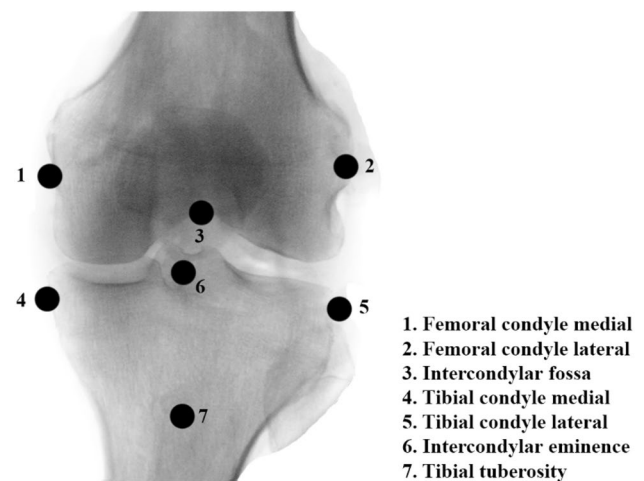 1
2
3
4
5
6
7
1. Femoral condyle medial
2. Femoral condyle lateral
3. Intercondylar fossa
4. Tibial condyle medial
5. Tibial condyle lateral
6. Intercondylar eminence
7. Tibial tuberosity